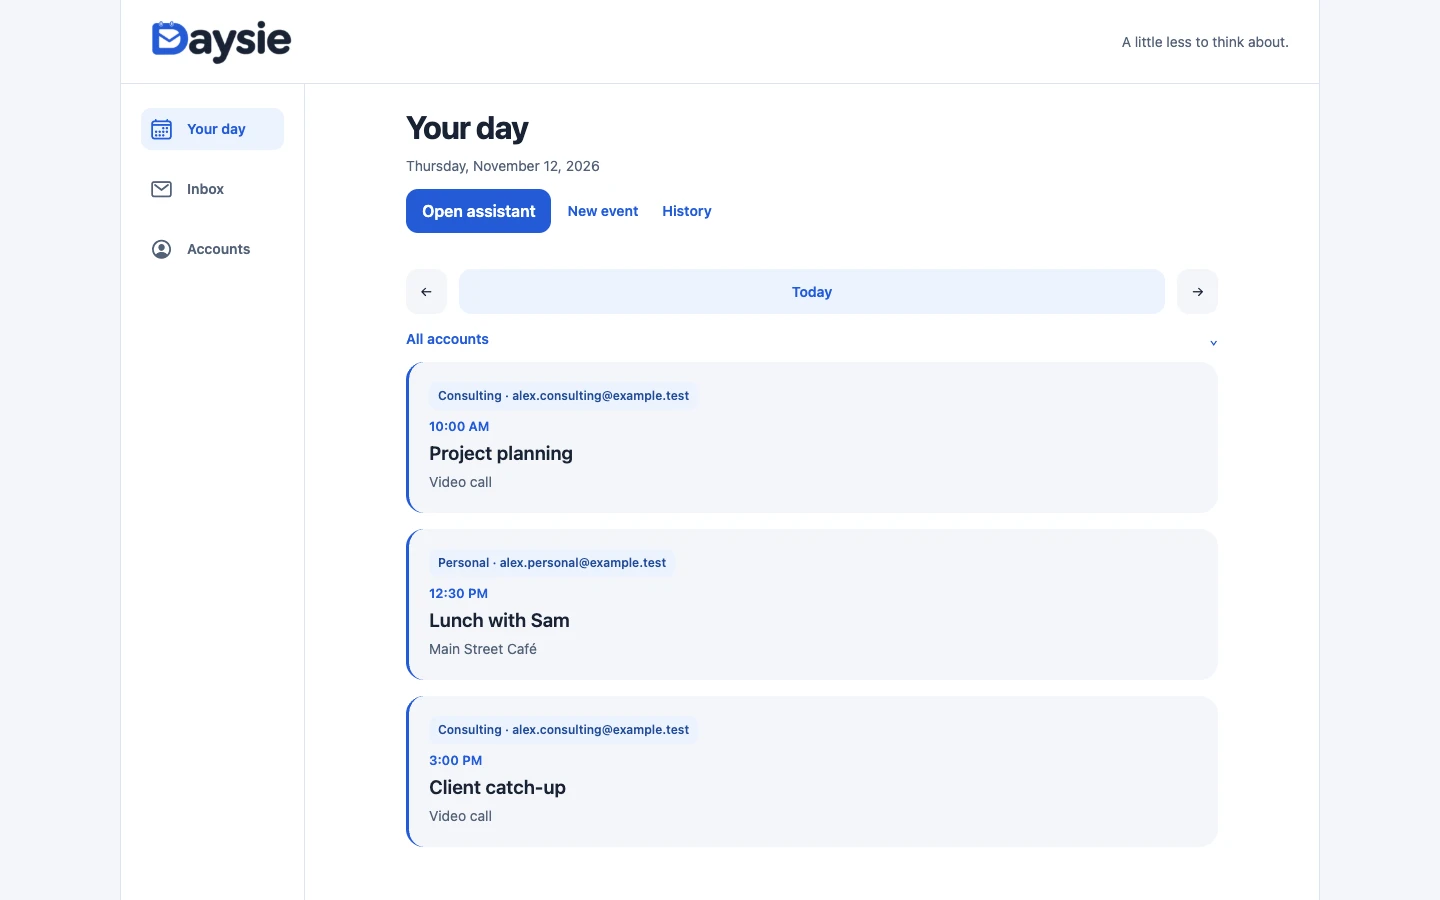 Daysie
A little less to think about.
Your day
Inbox
Accounts
Your day
Thursday, November 12, 2026
Open assistant
New event
History
←
Today
→
All accounts
Consulting · alex.consulting@example.test
10:00 AM
Project planning
Video call
Personal · alex.personal@example.test
12:30 PM
Lunch with Sam
Main Street Café
Consulting · alex.consulting@example.test
3:00 PM
Client catch-up
Video call